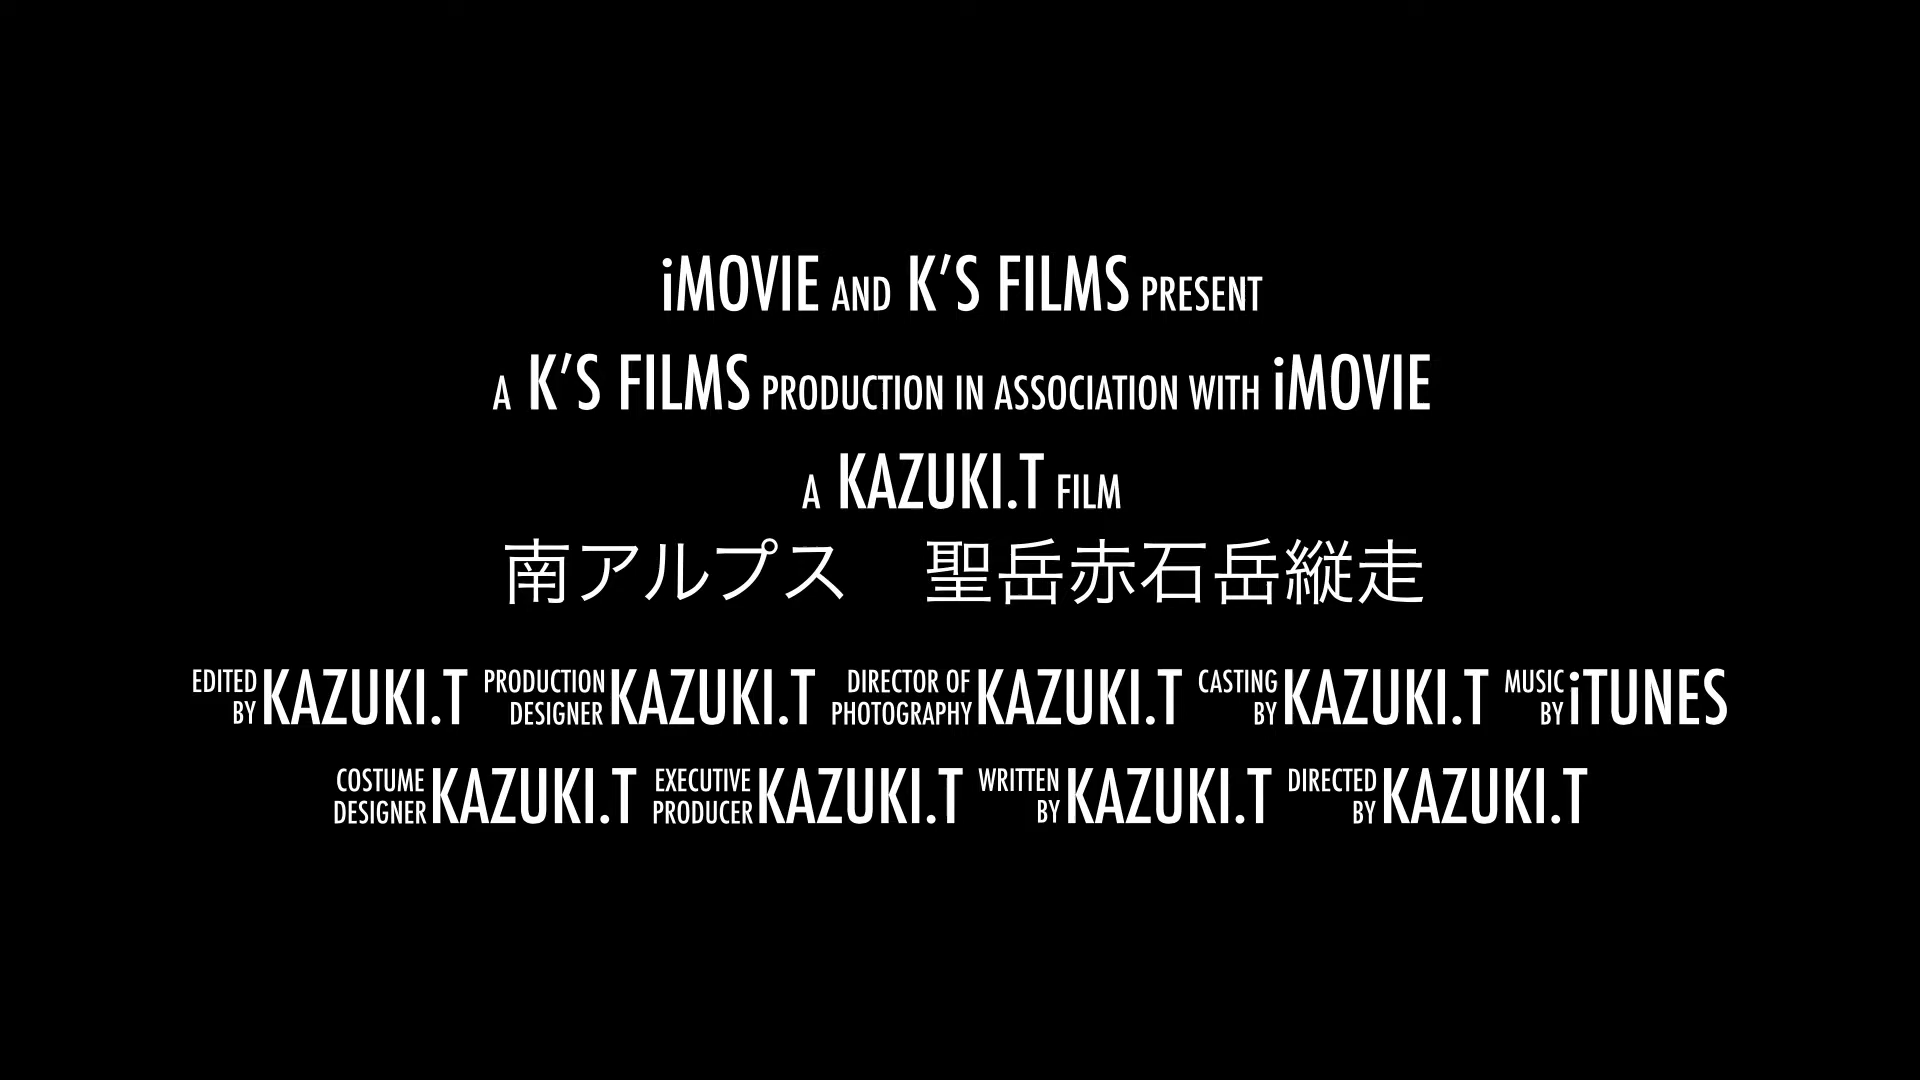 iMOVIE AND K'S FILMS PRESENT
A K'S FILMS PRODUCTION IN ASSOCIATION WITH iMOVIE
A KAZUKI.T FILM
南アルプス　聖岳赤石岳縦走
EDITED BY KAZUKI.T PRODUCTION DESIGNER KAZUKI.T DIRECTOR OF PHOTOGRAPHY KAZUKI.T CASTING BY KAZUKI.T MUSIC BY iTUNES
COSTUME DESIGNER KAZUKI.T EXECUTIVE PRODUCER KAZUKI.T WRITTEN BY KAZUKI.T DIRECTED BY KAZUKI.T